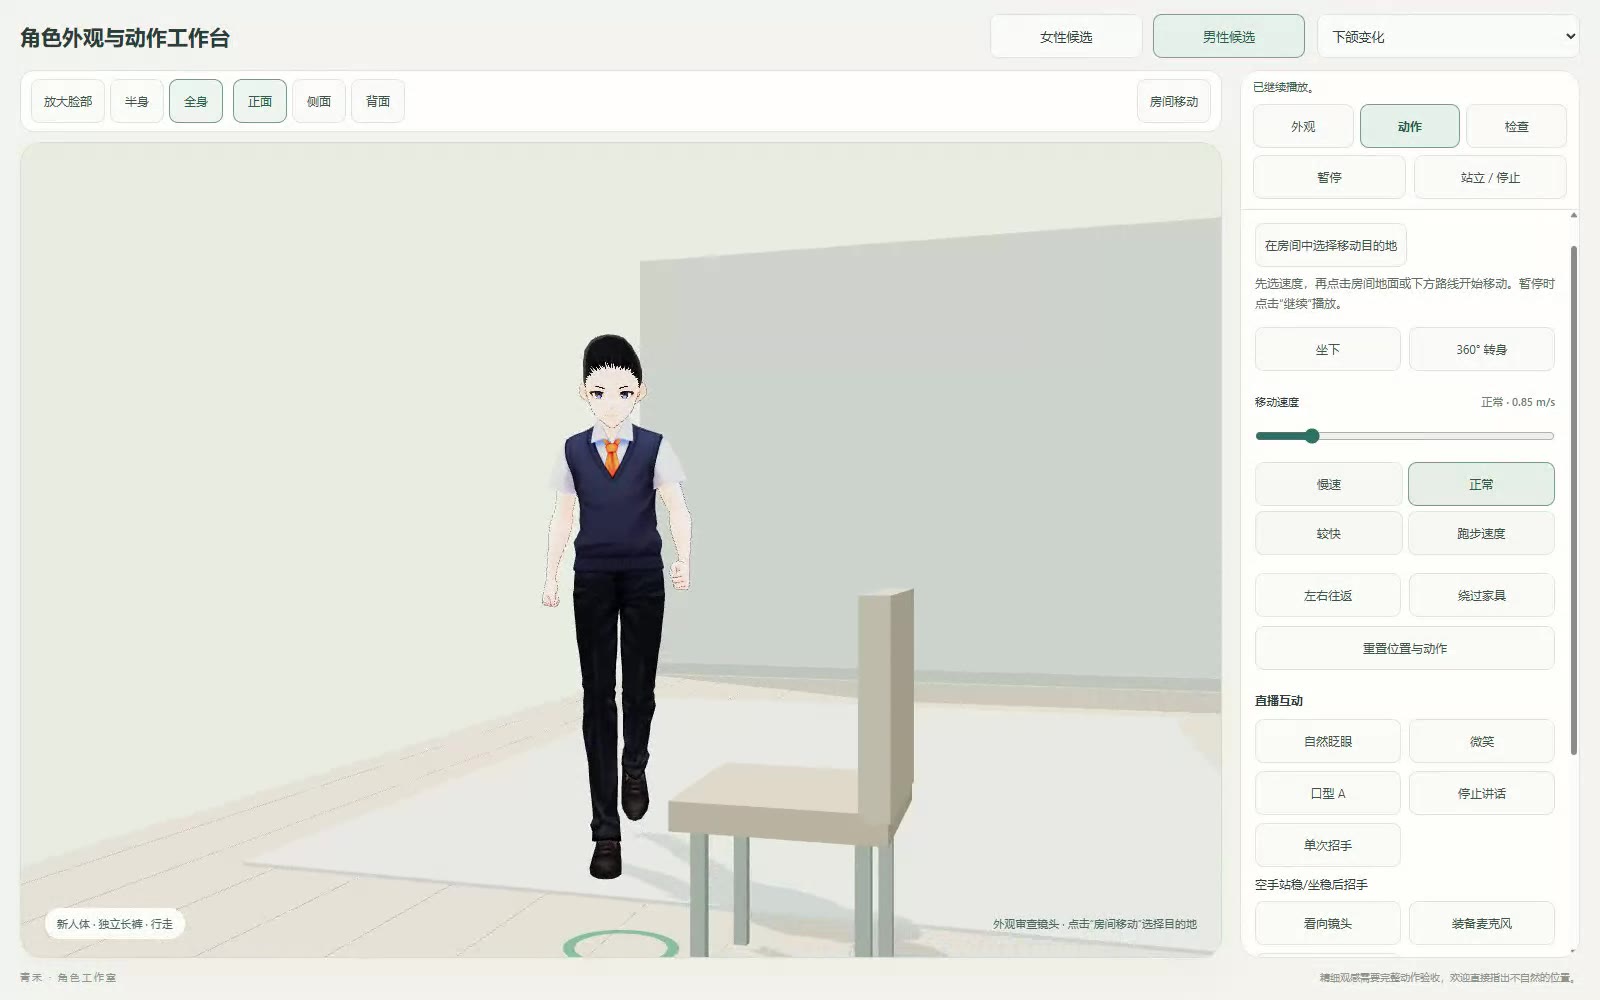 角色外观与动作工作台
女性候选
男性候选
下颌变化
放大脸部
半身
全身
正面
侧面
背面
房间移动
已继续播放。
外观
动作
检查
暂停
站立 / 停止
在房间中选择移动目的地
先选速度，再点击房间地面或下方路线开始移动。暂停时
点击“继续”播放。
坐下
360° 转身
移动速度
正常 · 0.85 m/s
慢速
正常
较快
跑步速度
左右往返
绕过家具
重置位置与动作
直播互动
自然眨眼
微笑
口型 A
停止讲话
单次招手
空手站稳/坐稳后招手
看向镜头
装备麦克风
新人体 · 独立长裤 · 行走
外观审查镜头 · 点击“房间移动”选择目的地
青禾 · 角色工作室
精细观感需要完整动作验收，欢迎直接指出不自然的位置。